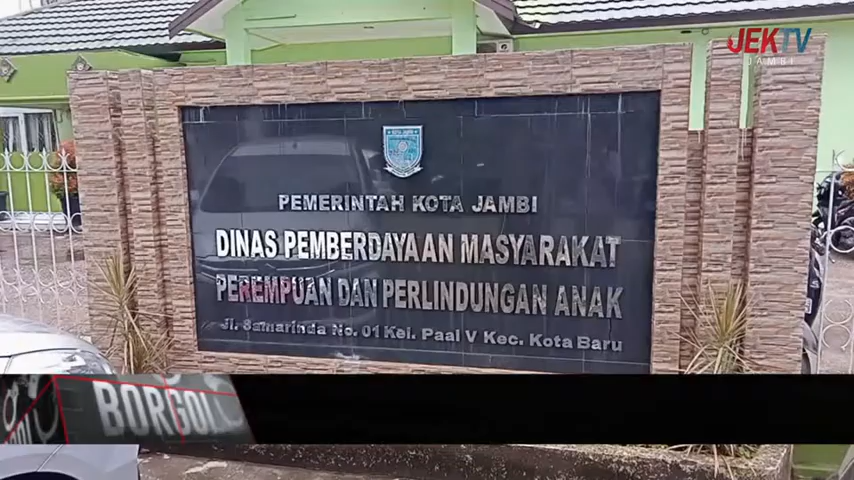 JEKTV
JAMBI
PEMERINTAH KOTA JAMBI
DINAS PEMBERDAYAAN MASYARAKAT
PEREMPUAN DAN PERLINDUNGAN ANAK
Jl. Samarinda No. 01 Kel. Paal V Kec. Kota Baru
BORGOL